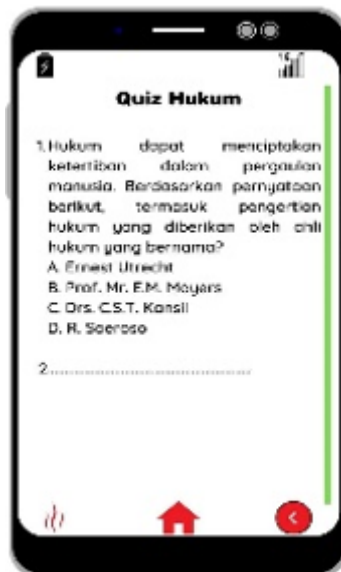 Quiz Hukum
1. Hukum dapat menciptakan
ketertiban dalam pergaulan
manusia. Berdasarkan pernyataan
berikut, termasuk pengertian
hukum yang diberikan oleh ahli
hukum yang bernama?
A. Ernest Utrecht
B. Prof. Mr. E.M. Meyers
C. Drs. C.S.T. Kansil
D. R. Soeroso
2...............................................